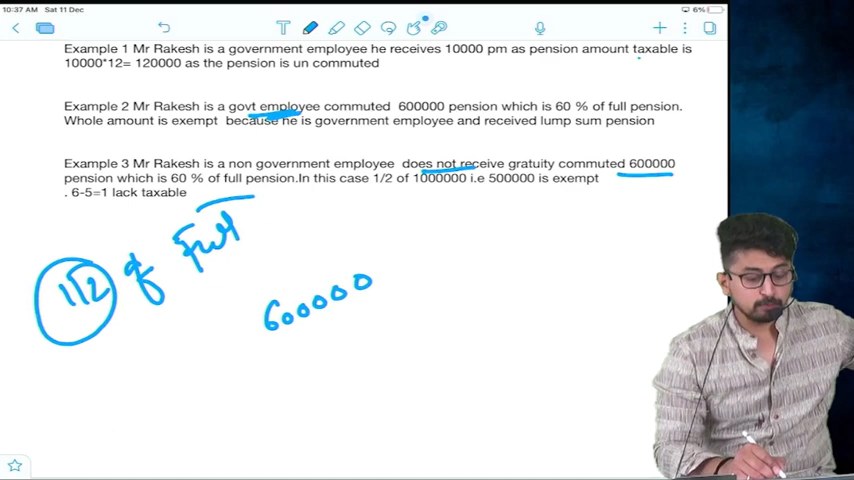 10:37 AM Sat 11 Dec
6%
Example 1 Mr Rakesh is a government employee he receives 10000 pm as pension amount taxable is
10000*12= 120000 as the pension is un commuted
Example 2 Mr Rakesh is a govt employee commuted 600000 pension which is 60 % of full pension.
Whole amount is exempt because he is government employee and received lump sum pension
Example 3 Mr Rakesh is a non government employee does not receive gratuity commuted 600000
pension which is 60 % of full pension.In this case 1/2 of 1000000 i.e 500000 is exempt
. 6-5=1 lack taxable
1/2 of Full
600000